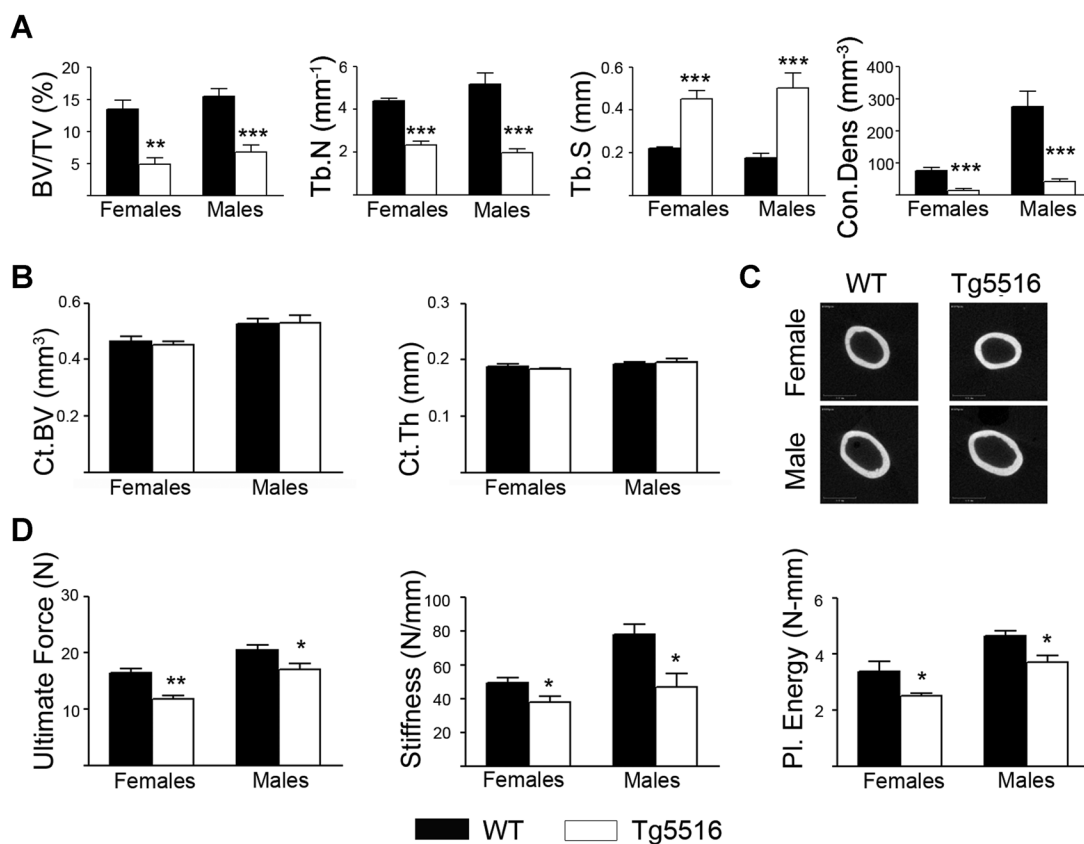 A
BV/TV (%)
20
15
10
5
**
***
Females
Males
Tb.N (mm-1)
6
4
2
***
***
Females
Males
Tb.S (mm)
0.6
0.4
0.2
***
***
Females
Males
Con.Dens (mm-3)
400
300
200
100
***
***
Females
Males
B
Ct.BV (mm3)
0.6
0.4
0.2
Females
Males
Ct.Th (mm)
0.3
0.2
0.1
Females
Males
C
WT
Tg5516
Female
Male
D
Ultimate Force (N)
30
20
10
**
*
Females
Males
Stiffness (N/mm)
100
80
60
40
20
*
*
Females
Males
Pl. Energy (N-mm)
6
4
2
*
*
Females
Males
WT
Tg5516